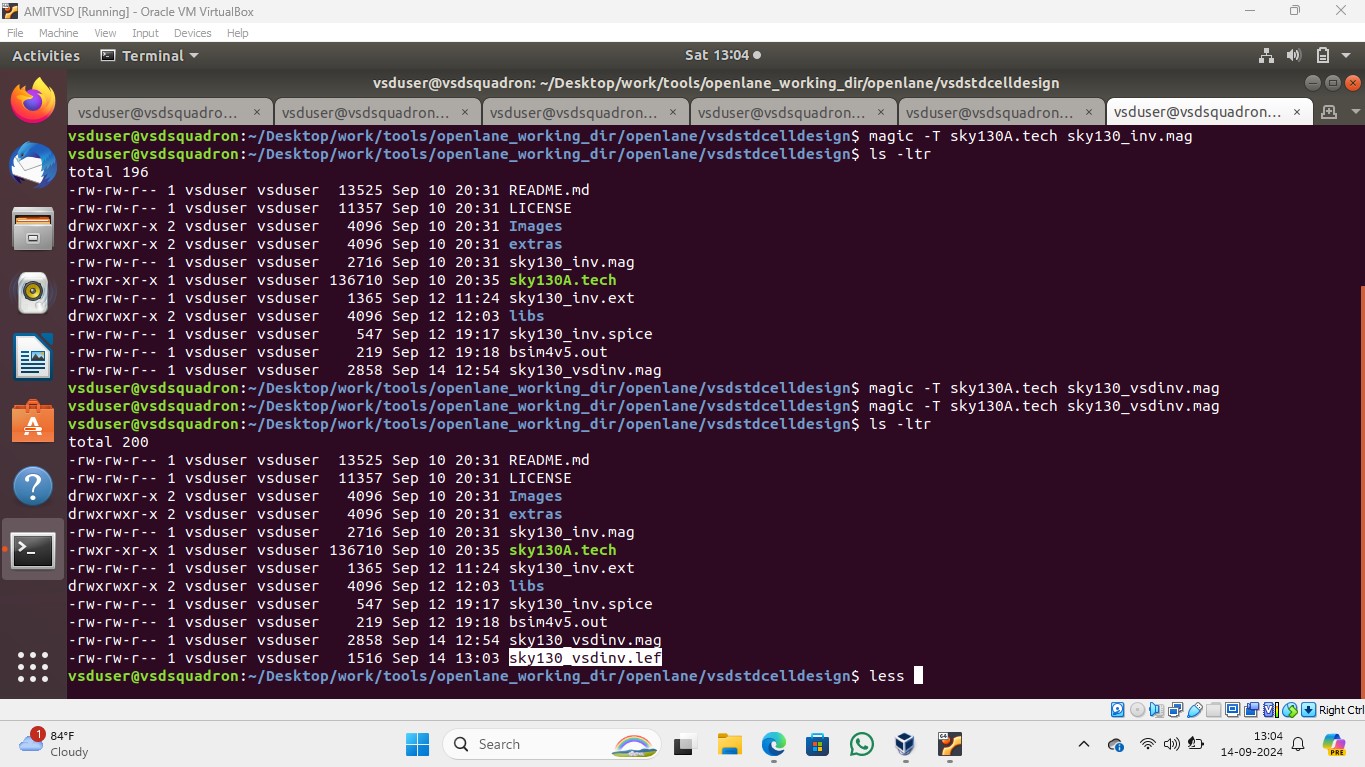 AMITVSD [Running] - Oracle VM VirtualBox
File Machine View Input Devices Help
Activities Terminal Sat 13:04
vsduser@vsdsquadron: ~/Desktop/work/tools/openlane_working_dir/openlane/vsdstdcelldesign
vsduser@vsdsquadro... × vsduser@vsdsquadron... × vsduser@vsdsquadron... × vsduser@vsdsquadron... × vsduser@vsdsquadron... × vsduser@vsdsquadron... ×
vsduser@vsdsquadron:~/Desktop/work/tools/openlane_working_dir/openlane/vsdstdcelldesign$ magic -T sky130A.tech sky130_inv.mag
vsduser@vsdsquadron:~/Desktop/work/tools/openlane_working_dir/openlane/vsdstdcelldesign$ ls -ltr
total 196
-rw-rw-r-- 1 vsduser vsduser  13525 Sep 10 20:31 README.md
-rw-rw-r-- 1 vsduser vsduser  11357 Sep 10 20:31 LICENSE
drwxrwxr-x 2 vsduser vsduser   4096 Sep 10 20:31 Images
drwxrwxr-x 2 vsduser vsduser   4096 Sep 10 20:31 extras
-rw-rw-r-- 1 vsduser vsduser   2716 Sep 10 20:31 sky130_inv.mag
-rwxr-xr-x 1 vsduser vsduser 136710 Sep 10 20:35 sky130A.tech
-rw-rw-r-- 1 vsduser vsduser   1365 Sep 12 11:24 sky130_inv.ext
drwxrwxr-x 2 vsduser vsduser   4096 Sep 12 12:03 libs
-rw-rw-r-- 1 vsduser vsduser    547 Sep 12 19:17 sky130_inv.spice
-rw-rw-r-- 1 vsduser vsduser    219 Sep 12 19:18 bsim4v5.out
-rw-rw-r-- 1 vsduser vsduser   2858 Sep 14 12:54 sky130_vsdinv.mag
vsduser@vsdsquadron:~/Desktop/work/tools/openlane_working_dir/openlane/vsdstdcelldesign$ magic -T sky130A.tech sky130_vsdinv.mag
vsduser@vsdsquadron:~/Desktop/work/tools/openlane_working_dir/openlane/vsdstdcelldesign$ magic -T sky130A.tech sky130_vsdinv.mag
vsduser@vsdsquadron:~/Desktop/work/tools/openlane_working_dir/openlane/vsdstdcelldesign$ ls -ltr
total 200
-rw-rw-r-- 1 vsduser vsduser  13525 Sep 10 20:31 README.md
-rw-rw-r-- 1 vsduser vsduser  11357 Sep 10 20:31 LICENSE
drwxrwxr-x 2 vsduser vsduser   4096 Sep 10 20:31 Images
drwxrwxr-x 2 vsduser vsduser   4096 Sep 10 20:31 extras
-rw-rw-r-- 1 vsduser vsduser   2716 Sep 10 20:31 sky130_inv.mag
-rwxr-xr-x 1 vsduser vsduser 136710 Sep 10 20:35 sky130A.tech
-rw-rw-r-- 1 vsduser vsduser   1365 Sep 12 11:24 sky130_inv.ext
drwxrwxr-x 2 vsduser vsduser   4096 Sep 12 12:03 libs
-rw-rw-r-- 1 vsduser vsduser    547 Sep 12 19:17 sky130_inv.spice
-rw-rw-r-- 1 vsduser vsduser    219 Sep 12 19:18 bsim4v5.out
-rw-rw-r-- 1 vsduser vsduser   2858 Sep 14 12:54 sky130_vsdinv.mag
-rw-rw-r-- 1 vsduser vsduser   1516 Sep 14 13:03 sky130_vsdinv.lef
vsduser@vsdsquadron:~/Desktop/work/tools/openlane_working_dir/openlane/vsdstdcelldesign$ less
Right Ctrl
1 84°F
Cloudy
Search
13:04
14-09-2024
PRE